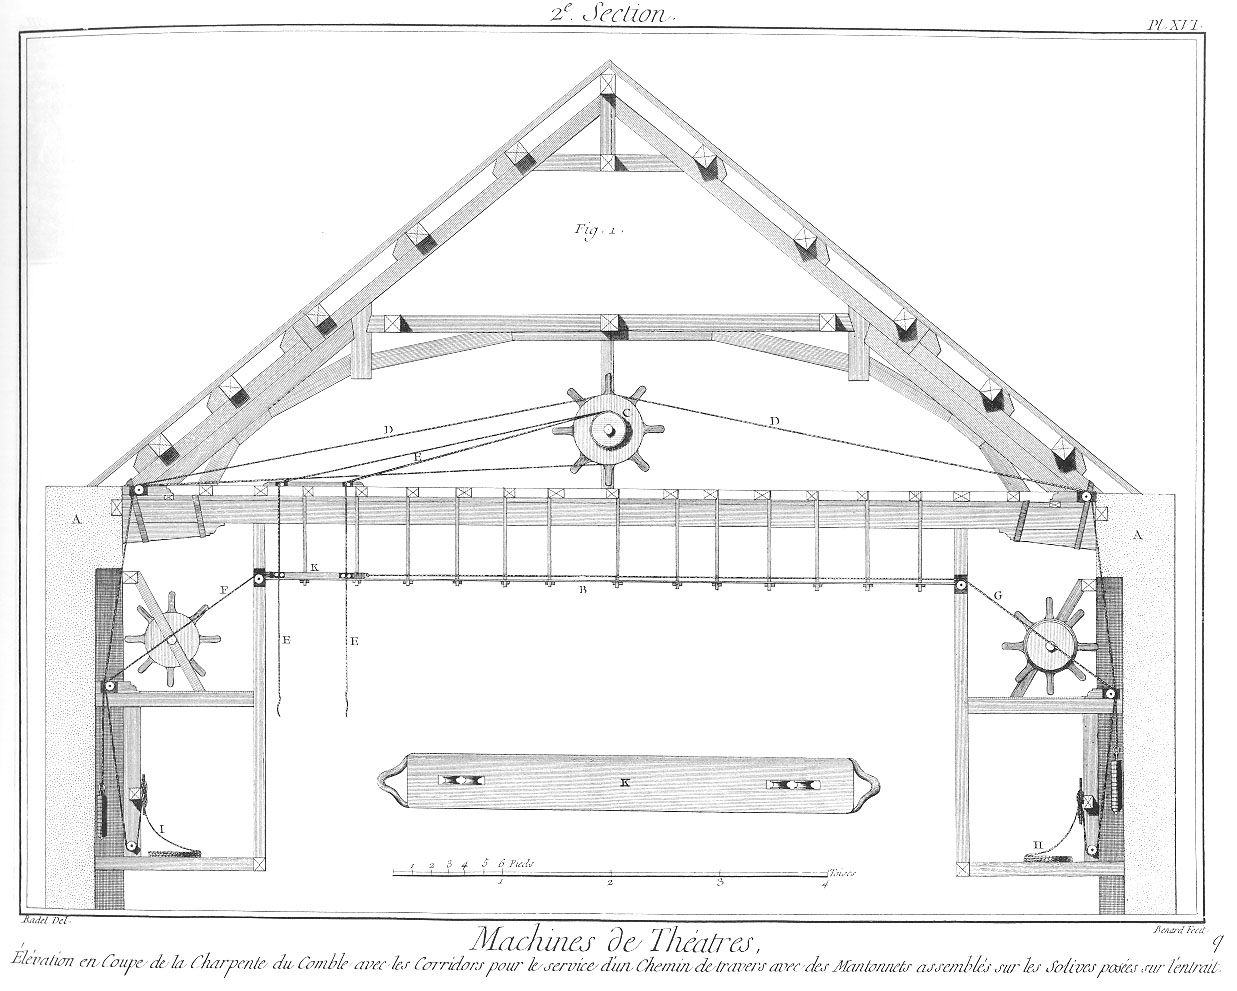 2e. Section.
Pl. XVI.
Fig. 1.
C
D
D
E
A
A
K
F
B
G
E
E
K
I
H
1 2 3 4 5 6 Pieds
1 2 3 4 Toises
Radel Del.
Benard Fecit
Machines de Théatres,
9
Élévation en Coupe de la Charpente du Comble avec les Corridors pour le service d'un Chemin de travers avec des Mantonnets assemblés sur les Solives posées sur l'entrait.